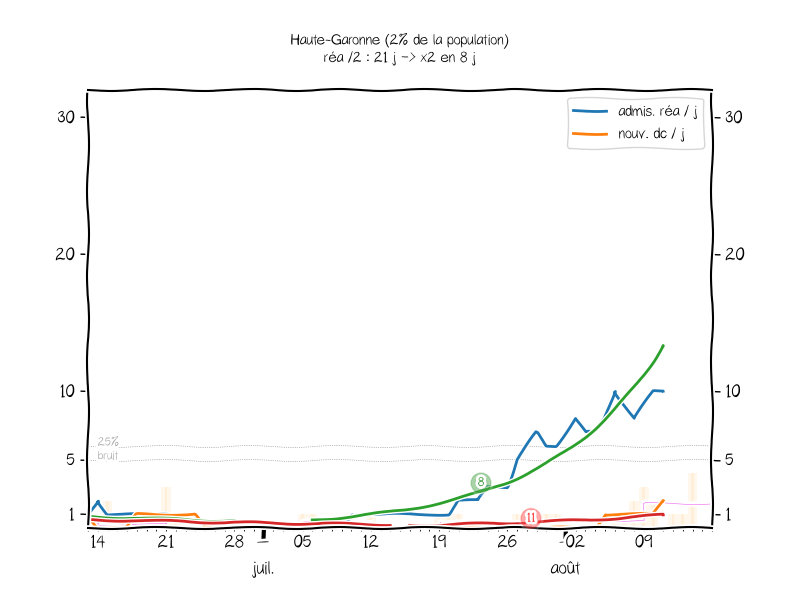 Haute-Garonne (2% de la population)
réa /2 : 21 j -> x2 en 8 j
admis. réa / j
nouv. dc / j
30
30
20
20
10
10
25%
bruit
5
5
8
11
1
1
14 21 28 05 12 19 26 02 09
juil. août